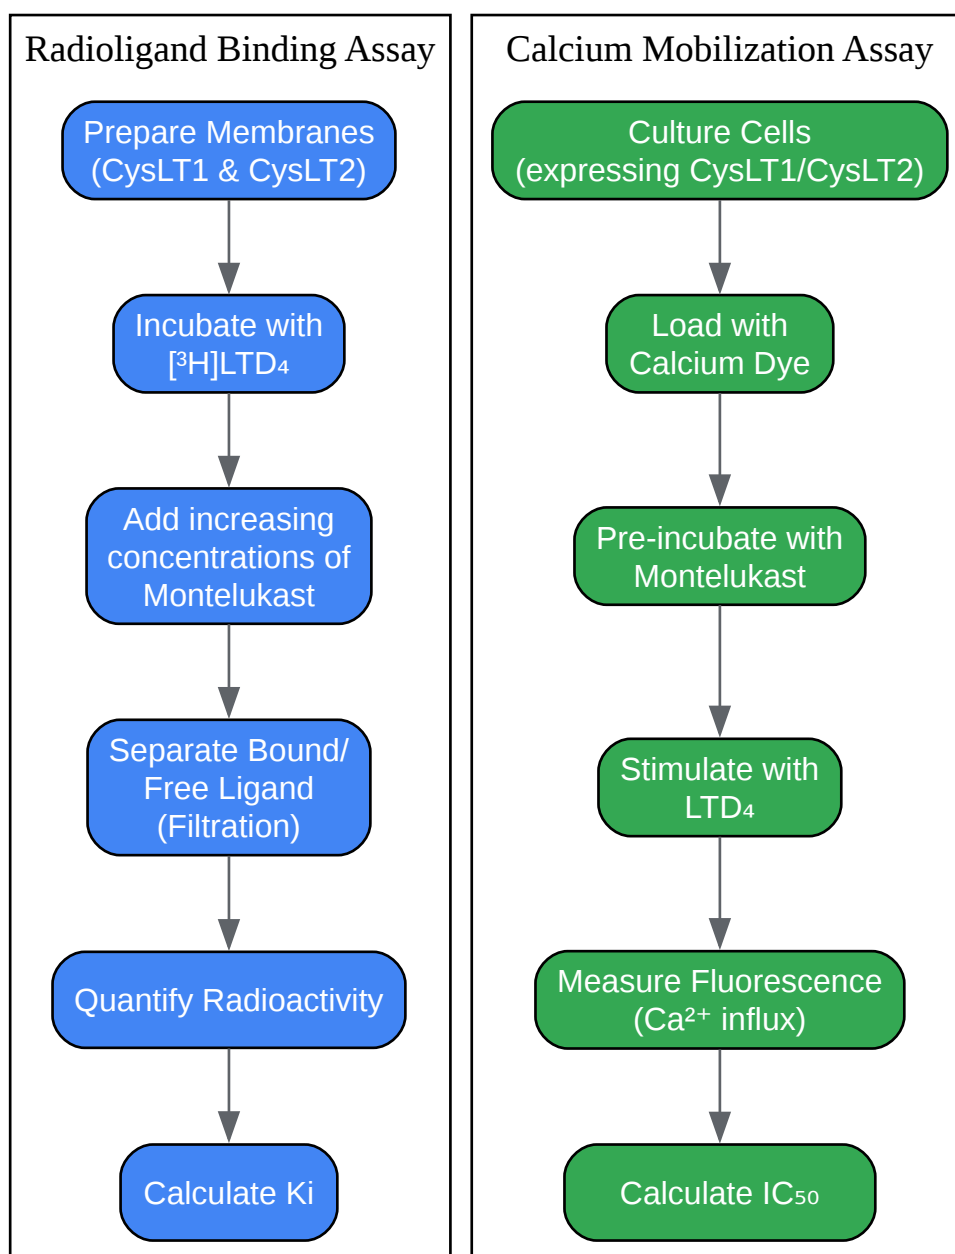 Radioligand Binding Assay
Prepare Membranes
(CysLT1 & CysLT2)
Incubate with
[³H]LTD₄
Add increasing
concentrations of
Montelukast
Separate Bound/
Free Ligand
(Filtration)
Quantify Radioactivity
Calculate Ki
Calcium Mobilization Assay
Culture Cells
(expressing CysLT1/CysLT2)
Load with
Calcium Dye
Pre-incubate with
Montelukast
Stimulate with
LTD₄
Measure Fluorescence
(Ca²⁺ influx)
Calculate IC₅₀